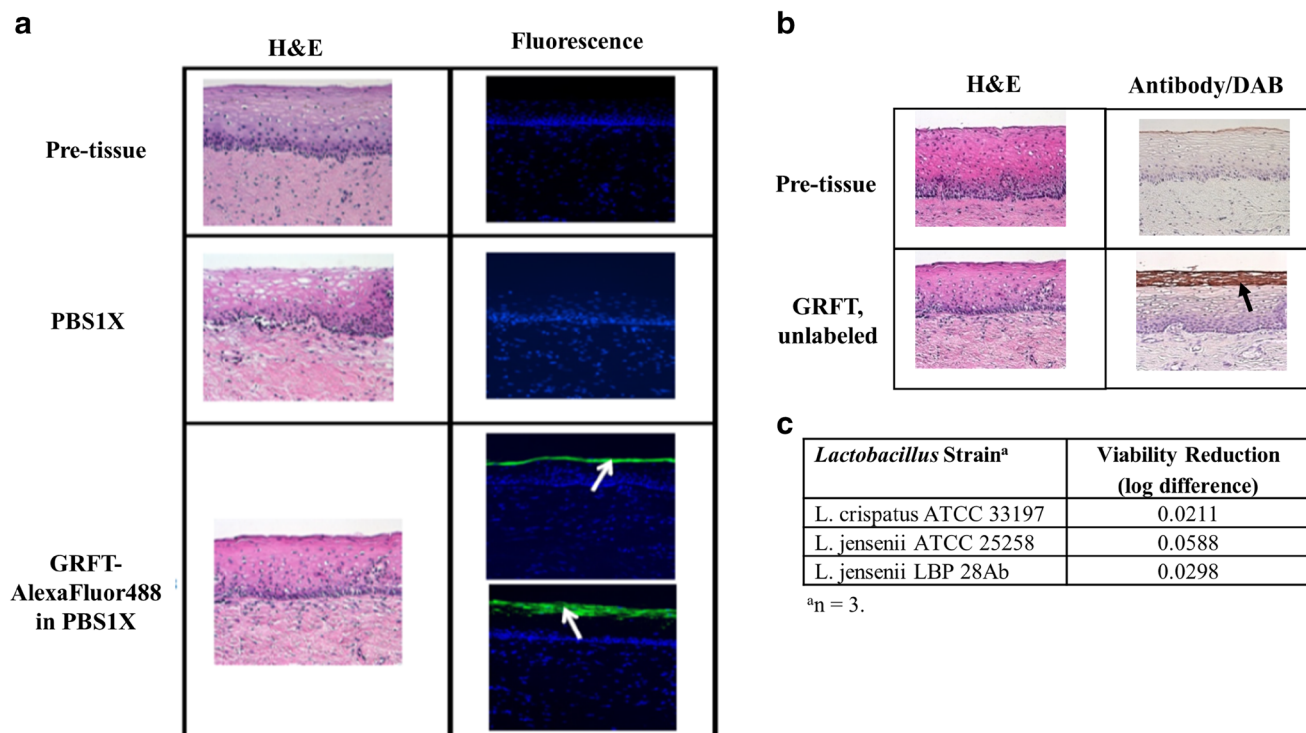 a
H&E
Fluorescence
Pre-tissue
PBS1X
GRFT-
AlexaFluor488
in PBS1X
b
H&E
Antibody/DAB
Pre-tissue
GRFT,
unlabeled
c
Lactobacillus Strainᵃ
Viability Reduction
(log difference)
L. crispatus ATCC 33197
0.0211
L. jensenii ATCC 25258
0.0588
L. jensenii LBP 28Ab
0.0298
ᵃn = 3.